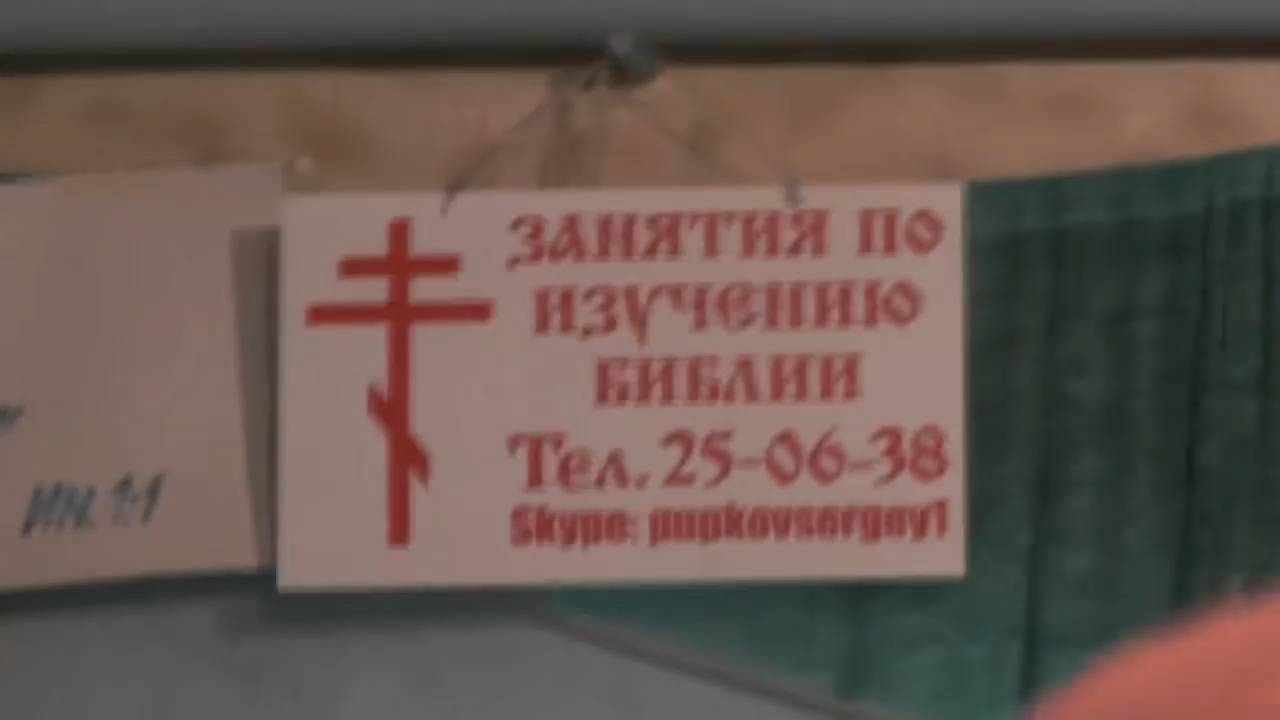 ЗАНЯТИЯ ПО
ИЗУЧЕНИЮ
БИБЛИИ
Тел. 25-06-38
Skype: pupkovsergey1
Ин. 1:1